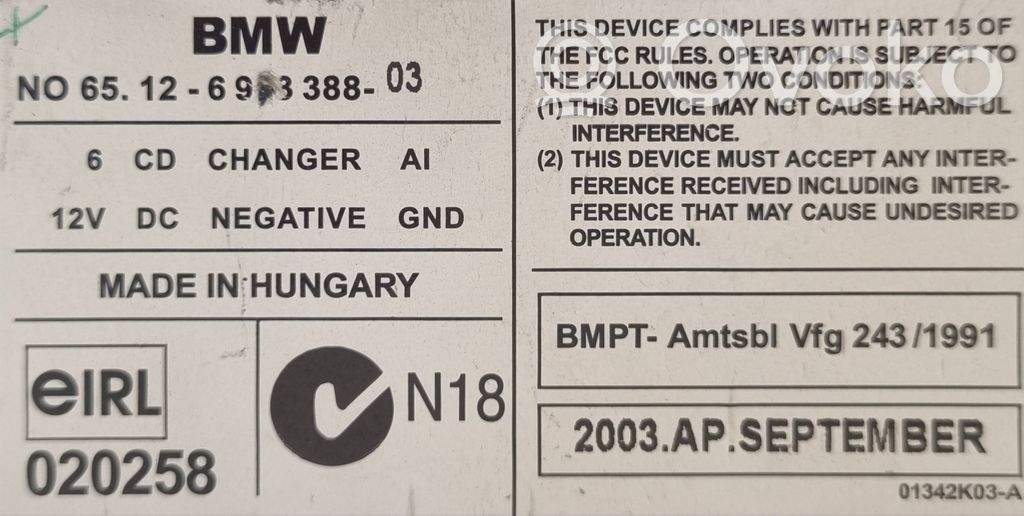 BMW
NO 65. 12 - 388- 03
6 CD CHANGER AI
12V DC NEGATIVE GND
MADE IN HUNGARY
eIRL
020258
N18
THIS DEVICE COMPLIES WITH PART 15 OF
THE FCC RULES. OPERATION IS SUBJECT TO
THE FOLLOWING TWO CONDITIONS:
(1) THIS DEVICE MAY NOT CAUSE HARMFUL
INTERFERENCE.
(2) THIS DEVICE MUST ACCEPT ANY INTER-
FERENCE RECEIVED INCLUDING INTER-
FERENCE THAT MAY CAUSE UNDESIRED
OPERATION.
BMPT- Amtsbl Vfg 243 /1991
2003.AP.SEPTEMBER
01342K03-A
© Ovoko